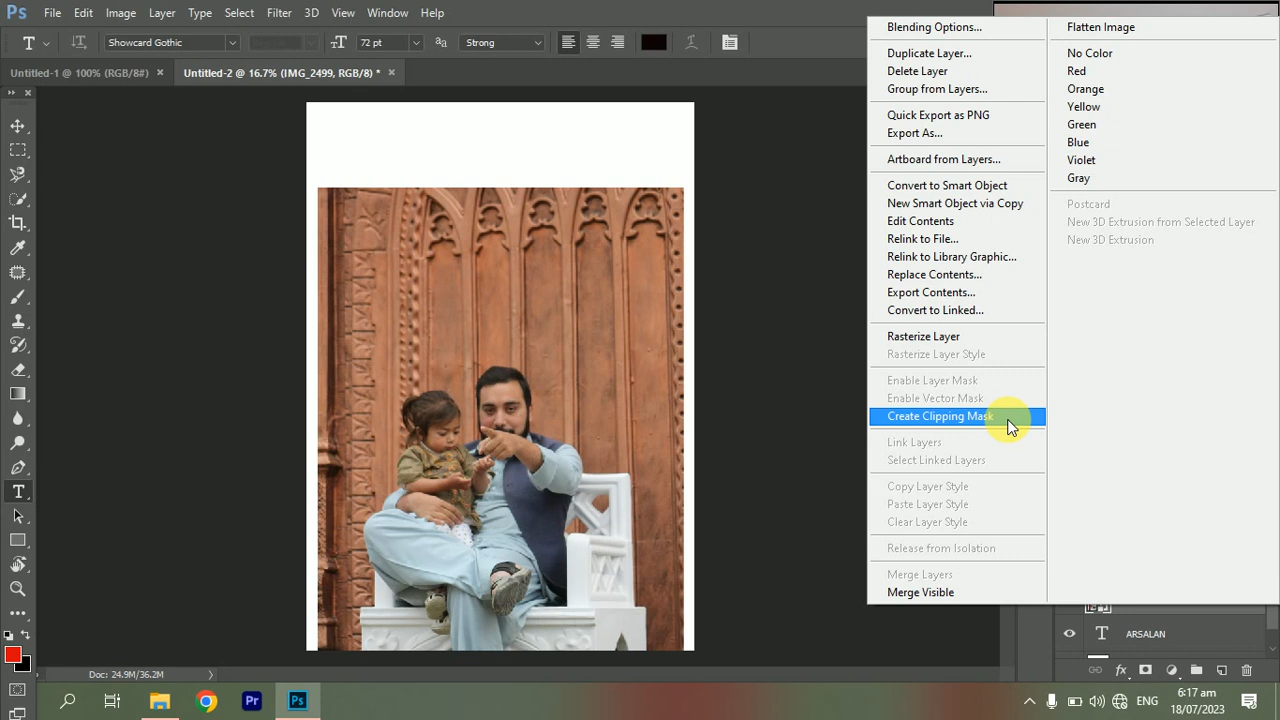 Ps File Edit Image Layer Type Select Filter 3D View Window Help
T Showcard Gothic Regular 72 pt Strong
Untitled-1 @ 100% (RGB/8#) × Untitled-2 @ 16.7% (IMG_2499, RGB/8) * ×
Blending Options...
Duplicate Layer...
Delete Layer
Group from Layers...
Quick Export as PNG
Export As...
Artboard from Layers...
Convert to Smart Object
New Smart Object via Copy
Edit Contents
Relink to File...
Relink to Library Graphic...
Replace Contents...
Export Contents...
Convert to Linked...
Rasterize Layer
Rasterize Layer Style
Enable Layer Mask
Enable Vector Mask
Create Clipping Mask
Link Layers
Select Linked Layers
Copy Layer Style
Paste Layer Style
Clear Layer Style
Release from Isolation
Merge Layers
Merge Visible
Flatten Image
No Color
Red
Orange
Yellow
Green
Blue
Violet
Gray
Postcard
New 3D Extrusion from Selected Layer
New 3D Extrusion
T ARSALAN
fx
Doc: 24.9M/36.2M
Pr Ps ENG 6:17 am
18/07/2023